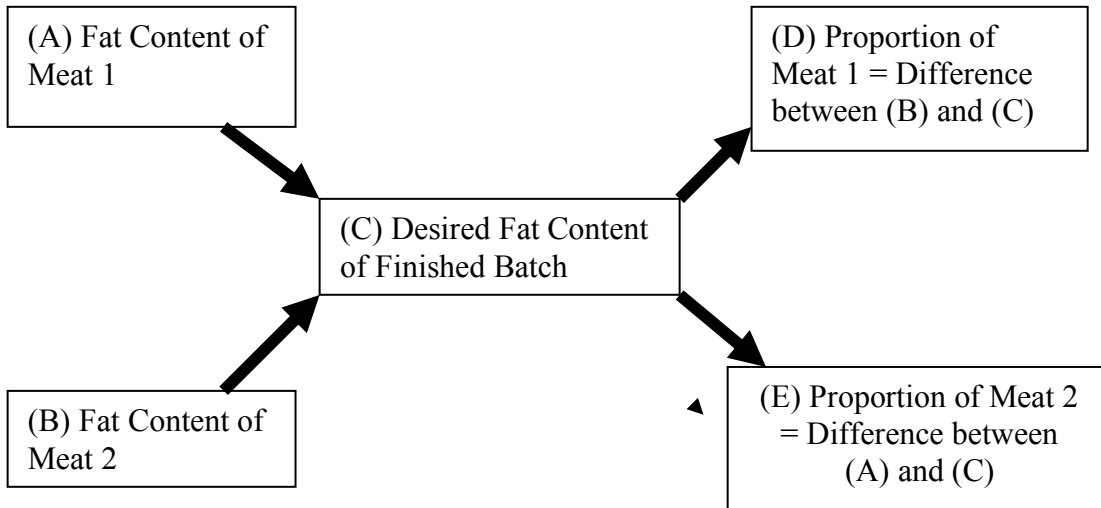 (A) Fat Content of
Meat 1
(D) Proportion of
Meat 1 = Difference
between (B) and (C)
(C) Desired Fat Content
of Finished Batch
(B) Fat Content of
Meat 2
(E) Proportion of Meat 2
= Difference between
(A) and (C)